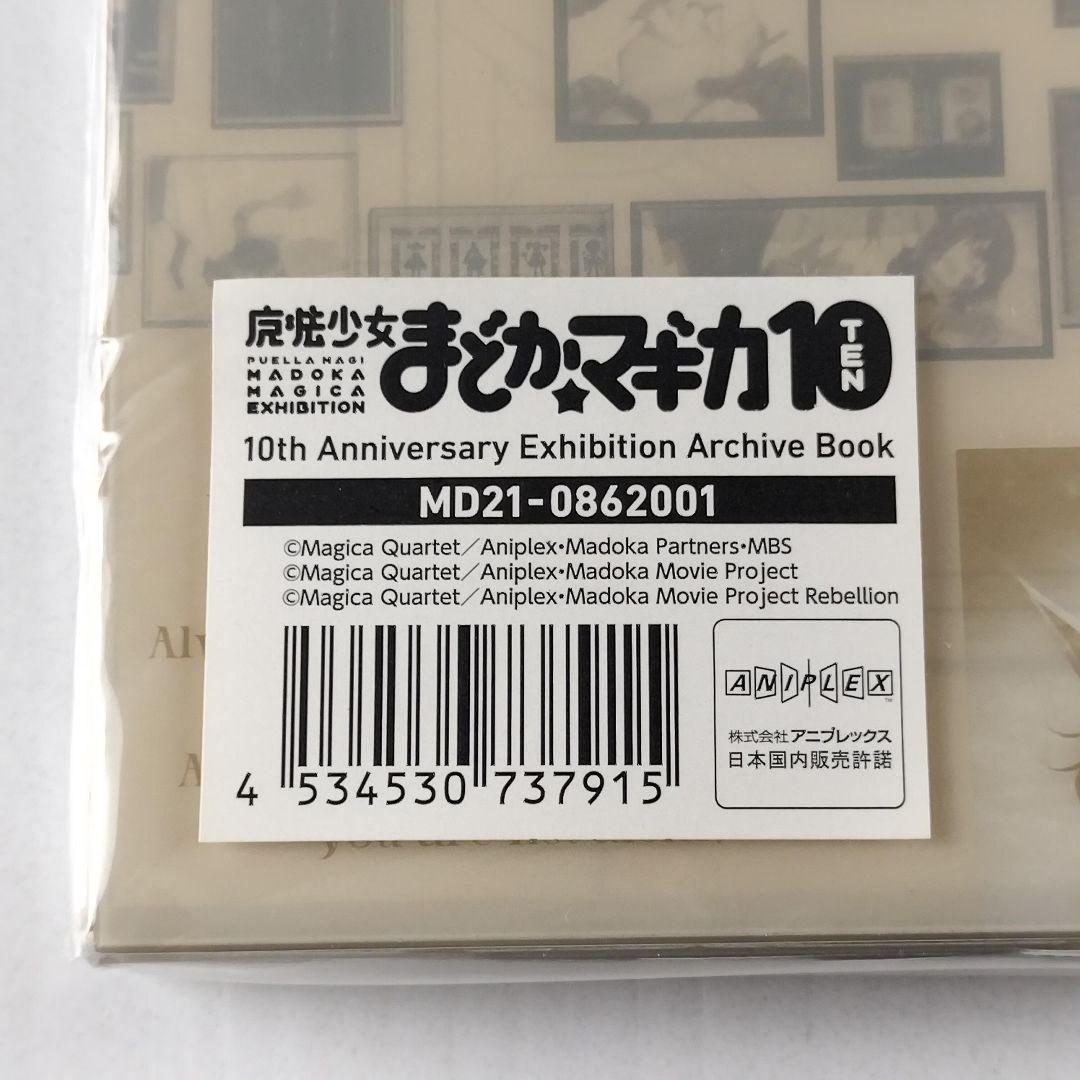 魔法少女まどか☆マギカ10
TEN
PUELLA MAGI
MADOKA
MAGICA
EXHIBITION
10th Anniversary Exhibition Archive Book
MD21-0862001
©Magica Quartet／Aniplex・Madoka Partners・MBS
©Magica Quartet／Aniplex・Madoka Movie Project
©Magica Quartet／Aniplex・Madoka Movie Project Rebellion
ANIPLEX
株式会社アニプレックス
日本国内販売許諾
4 534530 737915
you are